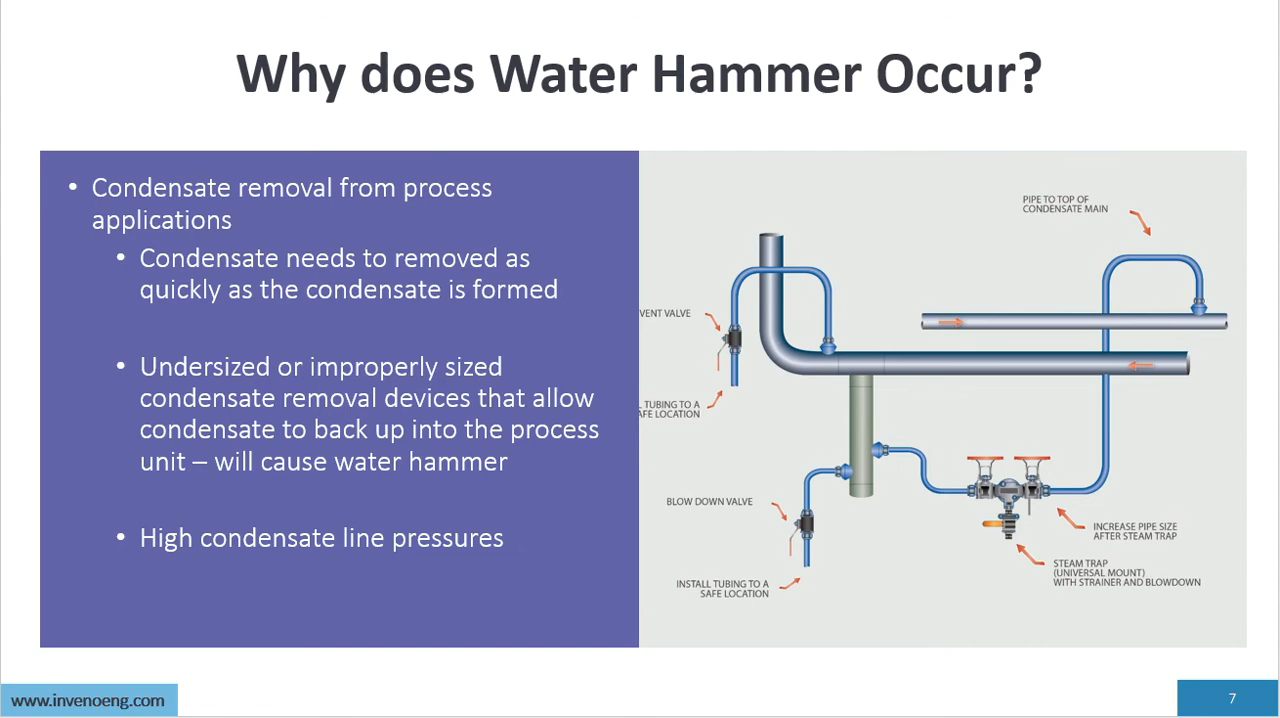 Why does Water Hammer Occur?
• Condensate removal from process
applications
• Condensate needs to removed as
quickly as the condensate is formed
• Undersized or improperly sized
condensate removal devices that allow
condensate to back up into the process
unit – will cause water hammer
• High condensate line pressures
PIPE TO TOP OF
CONDENSATE MAIN
VENT VALVE
TUBING TO A
LOCATION
BLOW DOWN VALVE
INSTALL TUBING TO A
SAFE LOCATION
INCREASE PIPE SIZE
AFTER STEAM TRAP
STEAM TRAP
(UNIVERSAL MOUNT)
WITH STRAINER AND BLOWDOWN
www.invenoeng.com
7